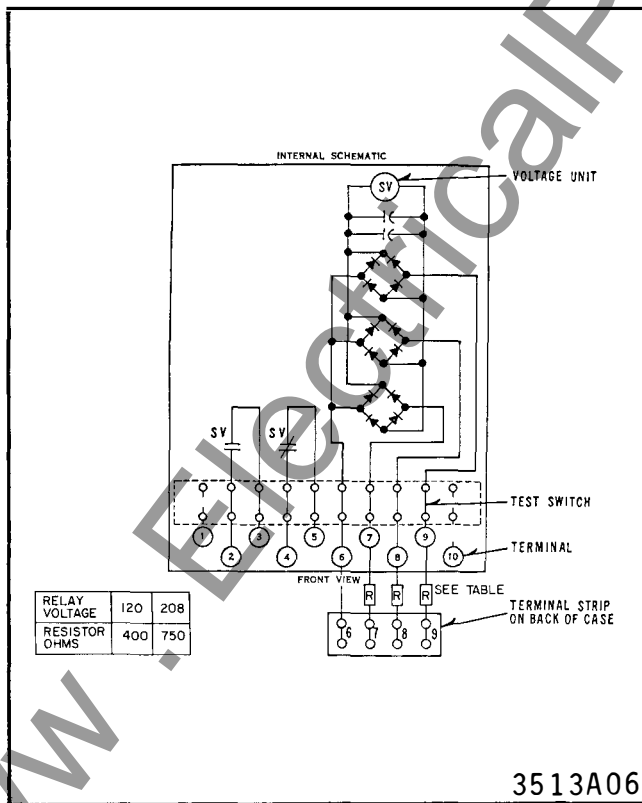 www.ElectricalP
INTERNAL SCHEMATIC
SV
VOLTAGE UNIT
SV
SV
TEST SWITCH
1
3
5
7
9
2
4
6
8
10
TERMINAL
FRONT VIEW
R
R
R
SEE TABLE
6
7
8
9
TERMINAL STRIP
ON BACK OF CASE
RELAY VOLTAGE 120 208
RESISTOR OHMS 400 750
3513A06